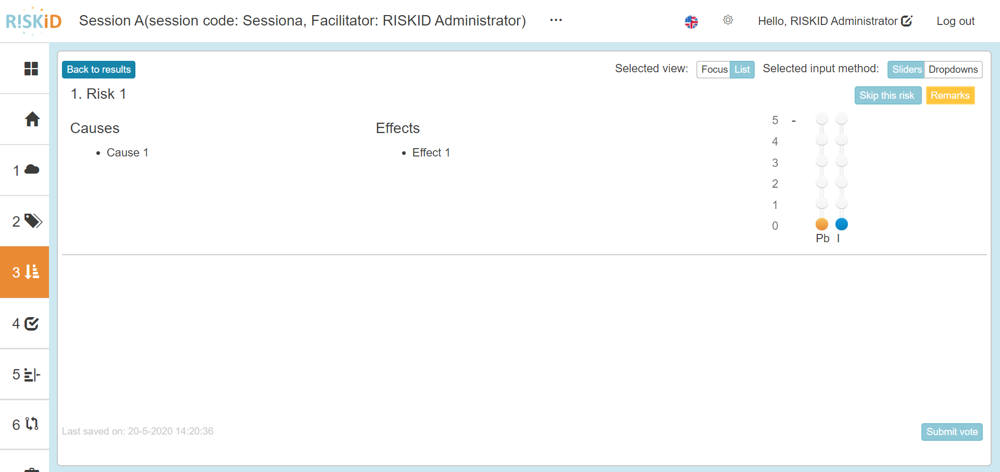 R!SKiD Session A(session code: Sessiona, Facilitator: RISKID Administrator) ... Hello, RISKID Administrator Log out
Back to results Selected view: Focus List Selected input method: Sliders Dropdowns
1. Risk 1 Skip this risk Remarks
Causes Effects
• Cause 1 • Effect 1
5 -
4
3
2
1
0
Pb I
1
2
3
4
5
6
Last saved on: 20-5-2020 14:20:36 Submit vote